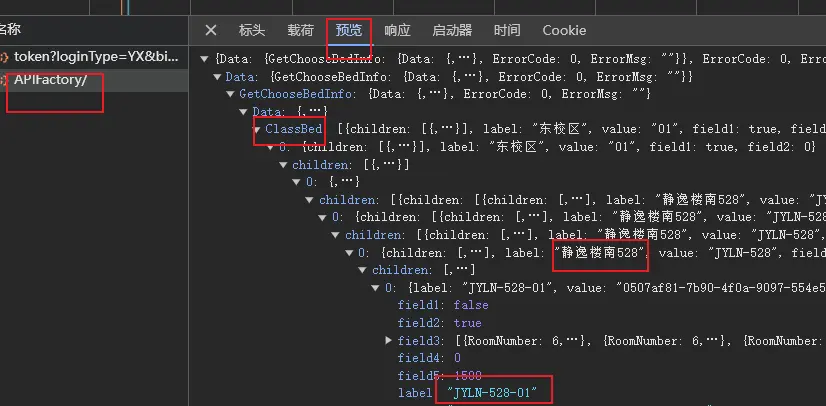 名称
token?loginType=YX&bi...
APIFactory/
标头 载荷 预览 响应 启动器 时间 Cookie
{Data: {GetChooseBedInfo: {Data: {,…}, ErrorCode: 0, ErrorMsg: ""}}, ErrorCode: 0, ErrorMsg: ""}
Data: {GetChooseBedInfo: {Data: {,…}, ErrorCode: 0, ErrorMsg: ""}}
GetChooseBedInfo: {Data: {,…}, ErrorCode: 0, ErrorMsg: ""}
Data: {,…}
ClassBed: [{children: [{,…}], label: "东校区", value: "01", field1: true, field
0: {children: [{,…}], label: "东校区", value: "01", field1: true, field2: 0}
children: [{,…}]
0: {,…}
children: [{children: [{children: [,…], label: "静逸楼南528", value: "JY
0: {children: [{children: [,…], label: "静逸楼南528", value: "JYLN-
children: [{children: [,…], label: "静逸楼南528", value: "JYLN-5
0: {children: [,…], label: "静逸楼南528", value: "JYLN-528", field
children: [,…]
0: {label: "JYLN-528-01", value: "0507af81-7b90-4f0a-9097-554e5
field1: false
field2: true
field3: [{RoomNumber: 6,…}, {RoomNumber: 6,…}, {RoomNumber: 6,…
field4: 0
field5: 1500
label "JYLN-528-01"